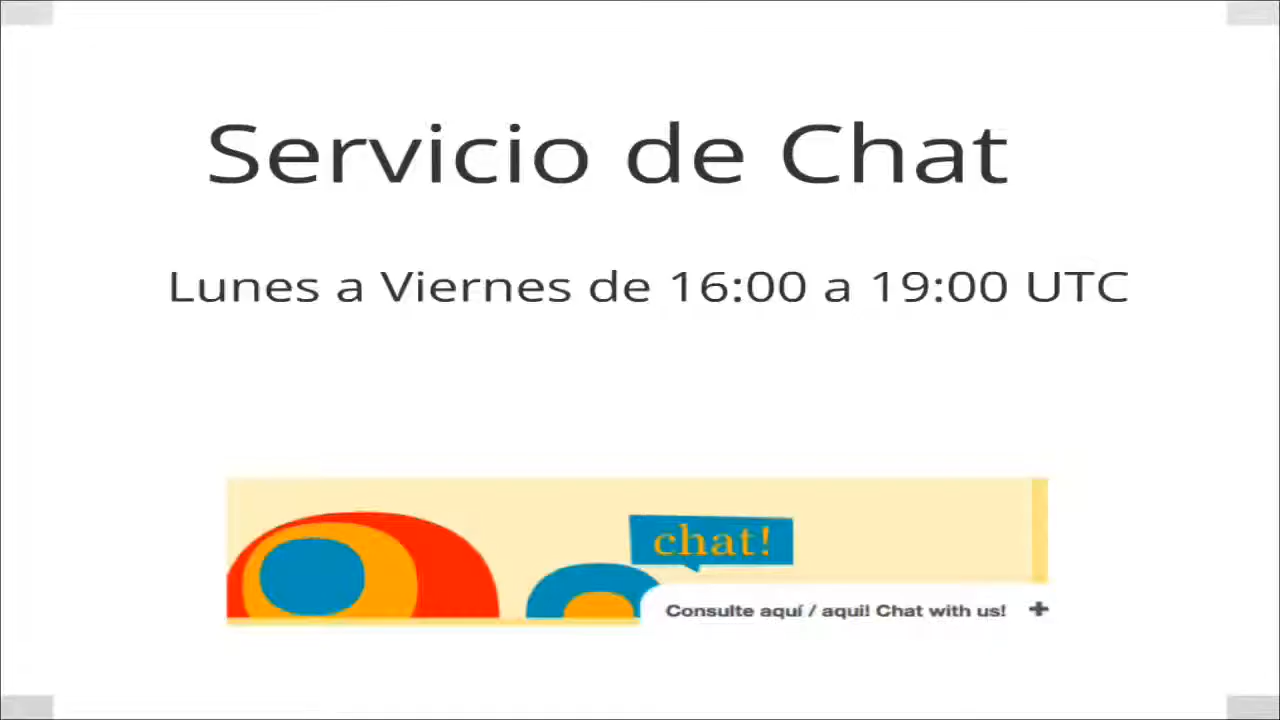 Servicio de Chat
Lunes a Viernes de 16:00 a 19:00 UTC
chat!
Consulte aquí / aqui! Chat with us! +